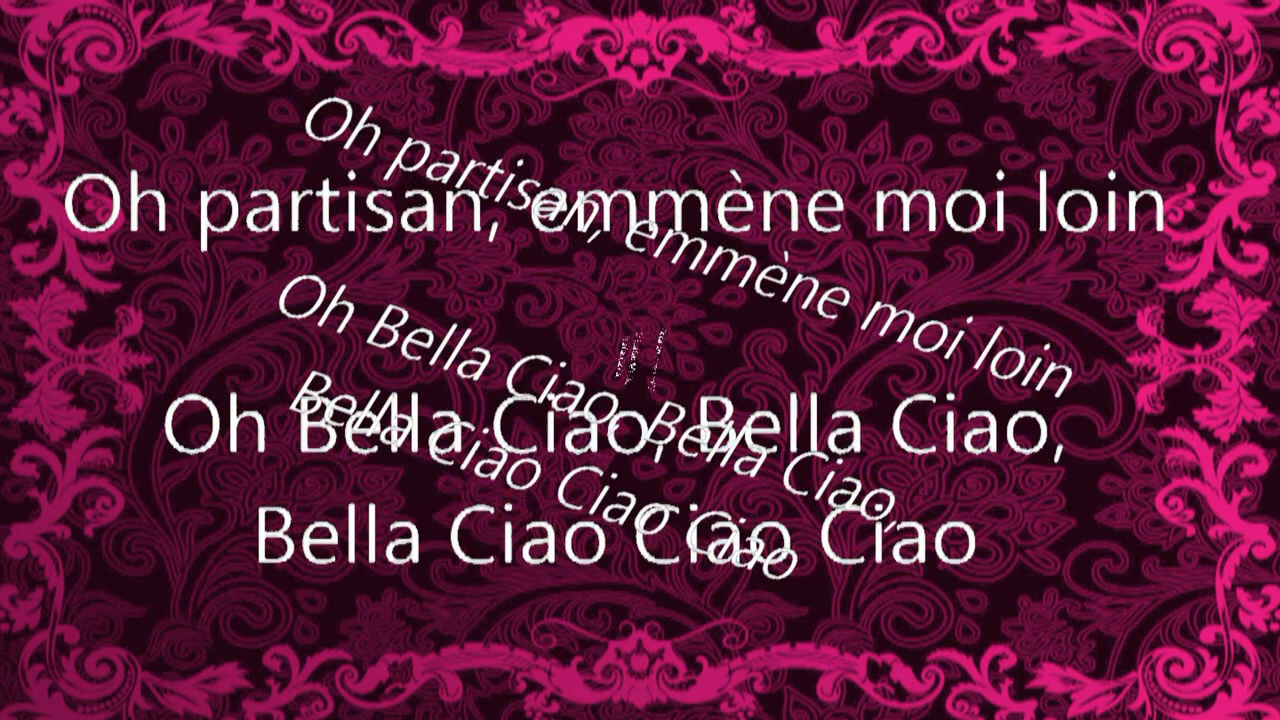 Oh partisan, emmène moi loin
Oh Bella Ciao, Bella Ciao,
Bella Ciao Ciao Ciao
Oh partisan, emmène moi loin
Oh Bella Ciao, Bella Ciao,
Bella Ciao Ciao Ciao